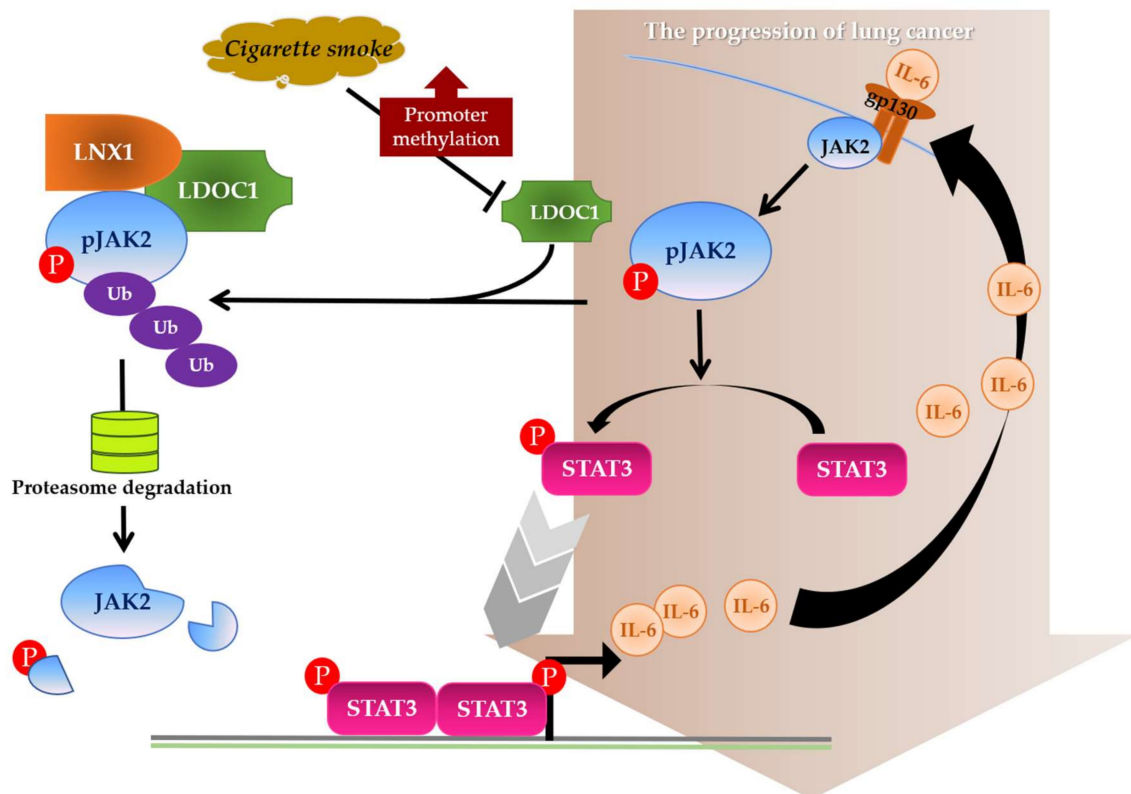 The progression of lung cancer
Cigarette smoke
IL-6
gp130
Promoter
methylation
JAK2
LNX1
LDOC1
LDOC1
pJAK2
P
pJAK2
P
Ub
Ub
Ub
IL-6
IL-6
IL-6
P
STAT3
STAT3
Proteasome degradation
JAK2
IL-6
IL-6
IL-6
P
P
P
STAT3
STAT3